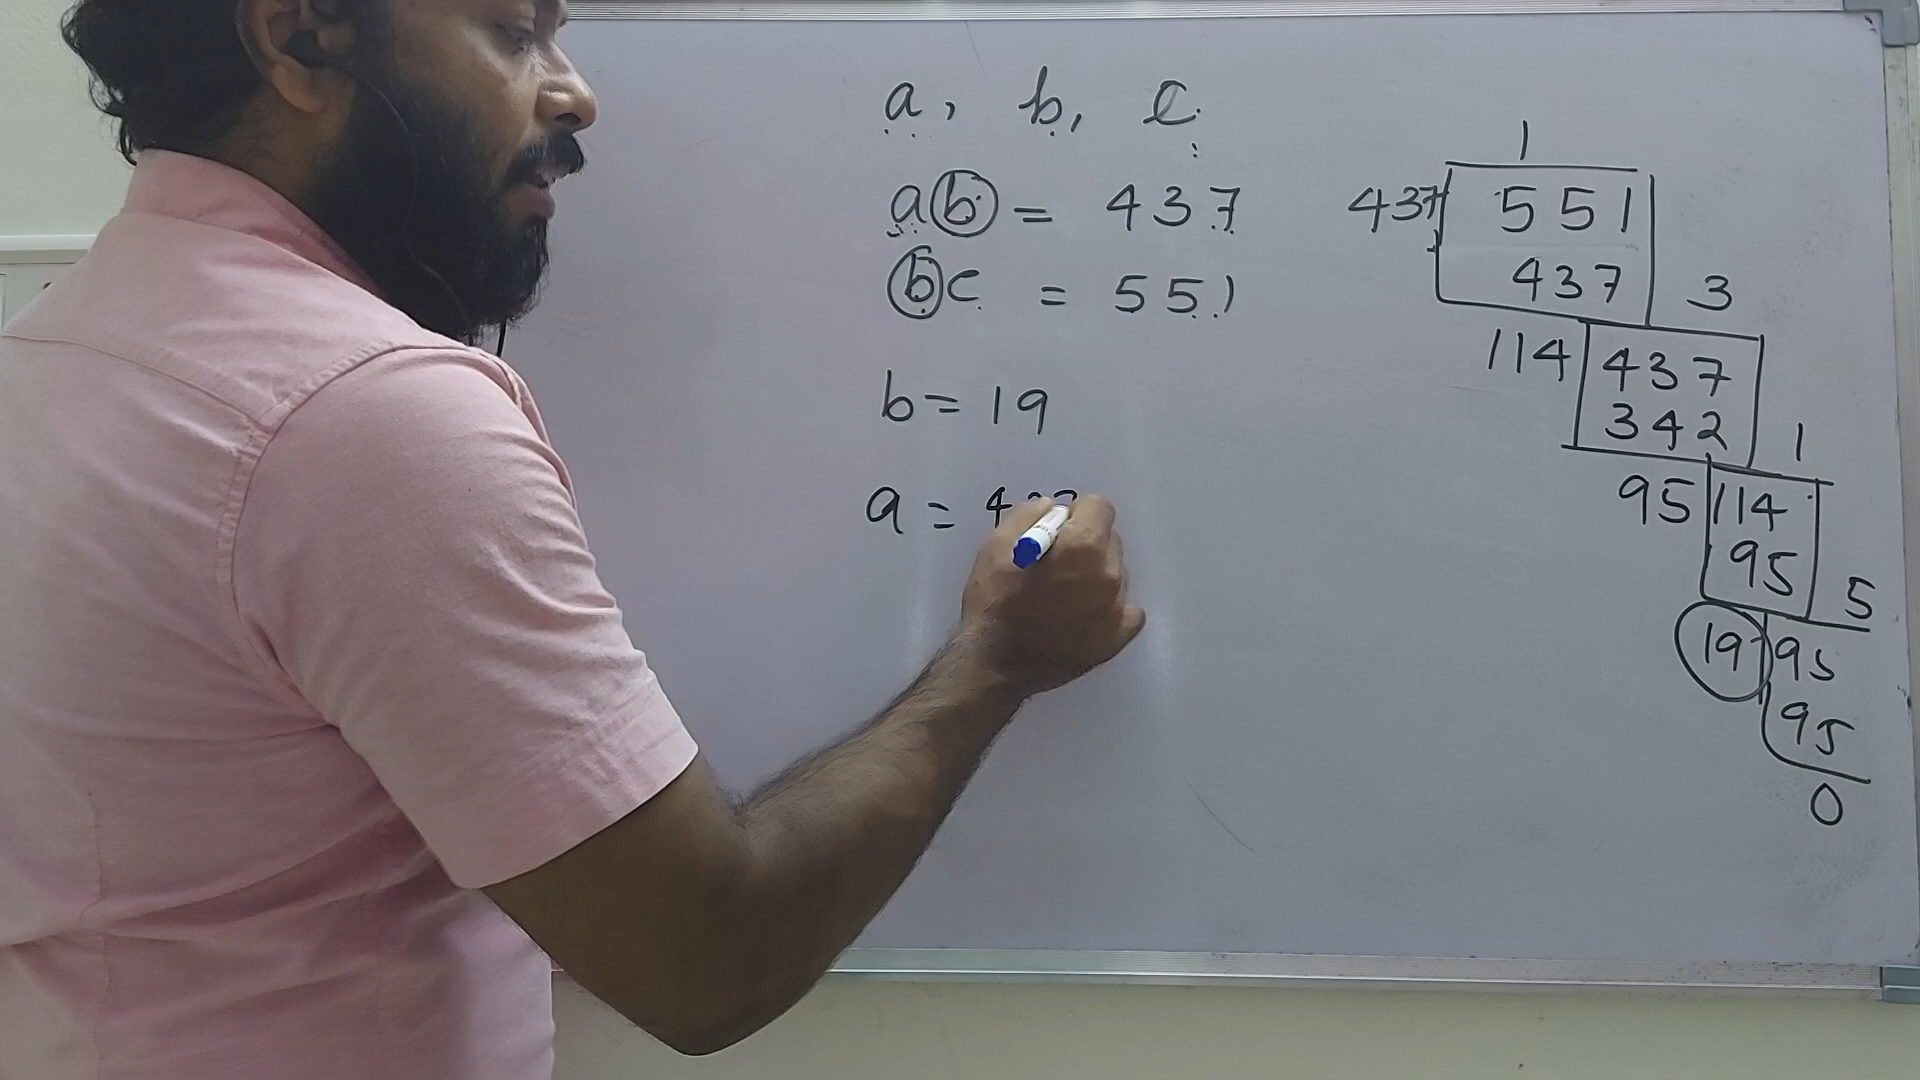 a, b, c
ab = 437
bc = 551
b = 19
a = 4
1
437 551
437 3
114 437
342 1
95 114
95 5
19 95
95
0